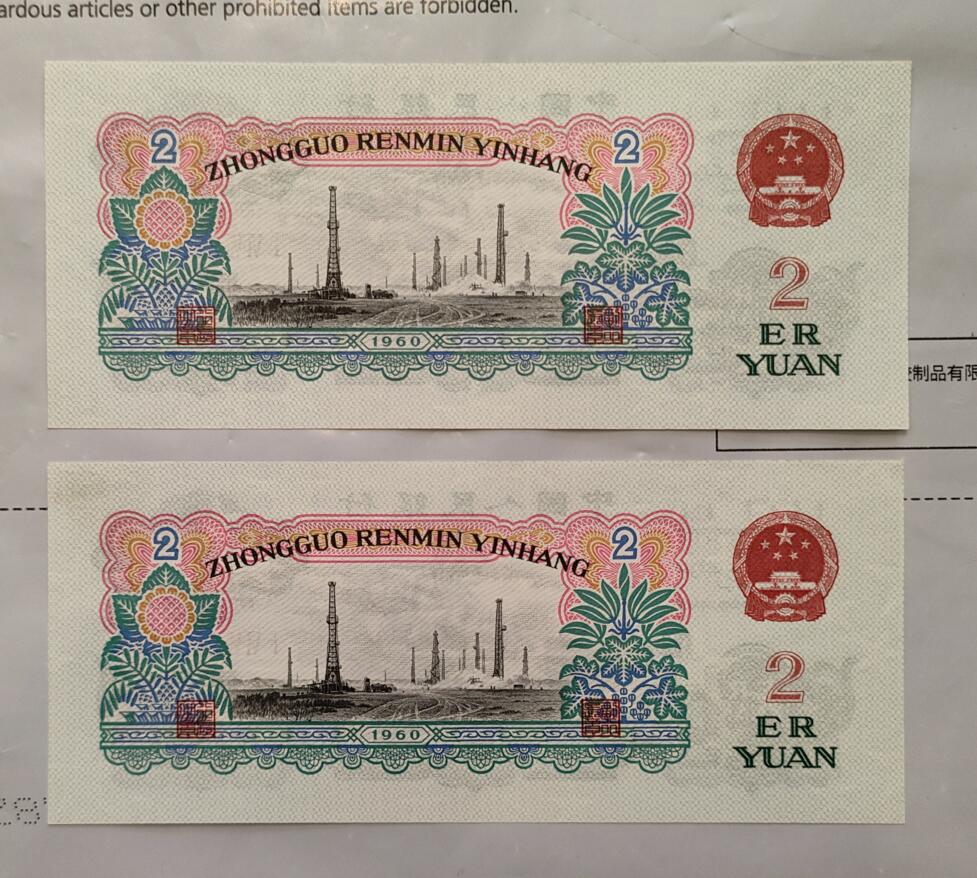 ardous articles or other prohibited items are forbidden.
2
2
ZHONGGUO RENMIN YINHANG
2
ER
YUAN
1960
制品有限
2
2
ZHONGGUO RENMIN YINHANG
2
ER
YUAN
1960